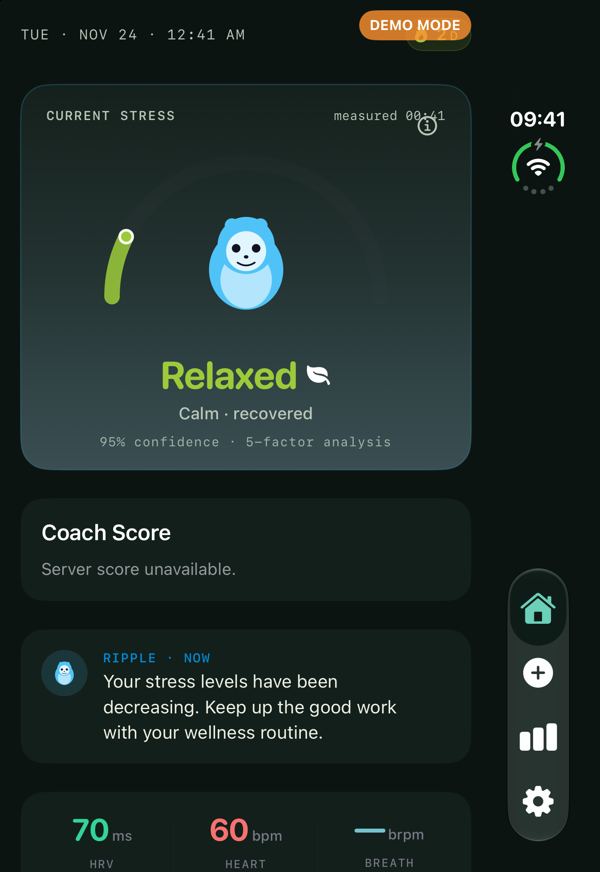 TUE · NOV 24 · 12:41 AM
DEMO MODE
CURRENT STRESS
measured 00:41
09:41
Relaxed
Calm · recovered
95% confidence · 5-factor analysis
Coach Score
Server score unavailable.
RIPPLE · NOW
Your stress levels have been
decreasing. Keep up the good work
with your wellness routine.
70 ms
60 bpm
— brpm
HRV
HEART
BREATH